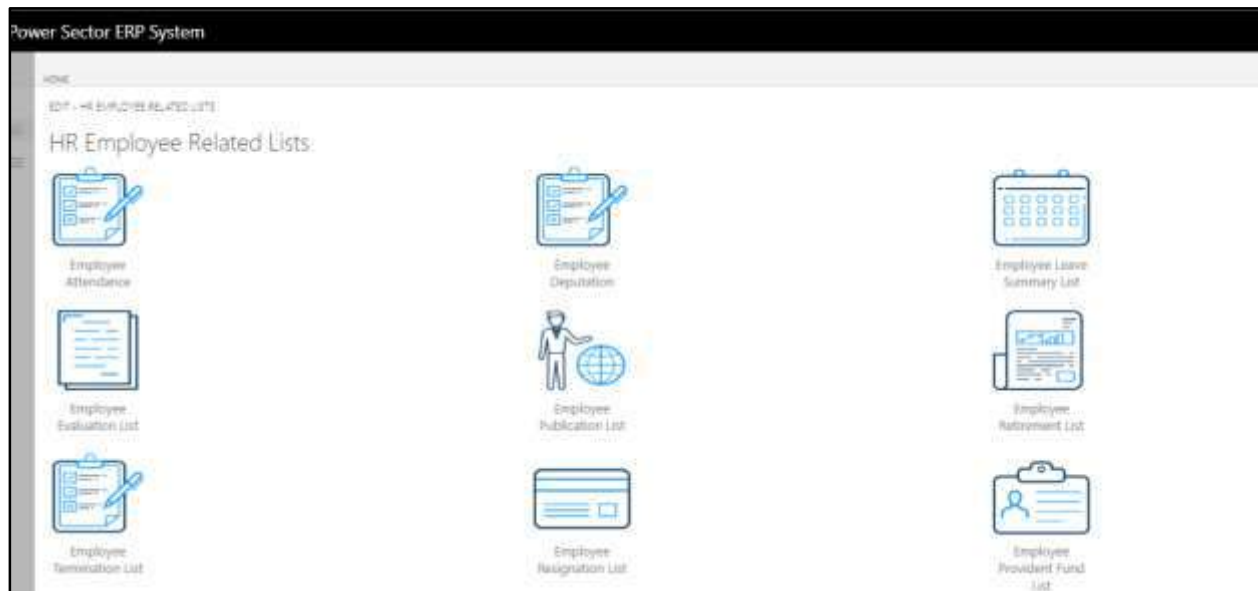 Power Sector ERP System
HOME
EDIT - HR EMPLOYEE RELATED LISTS
HR Employee Related Lists
Employee
Attendance
Employee
Deputation
Employee Leave
Summary List
Employee
Evaluation List
Employee
Publication List
Employee
Retirement List
Employee
Termination List
Employee
Resignation List
Employee
Provident Fund
List